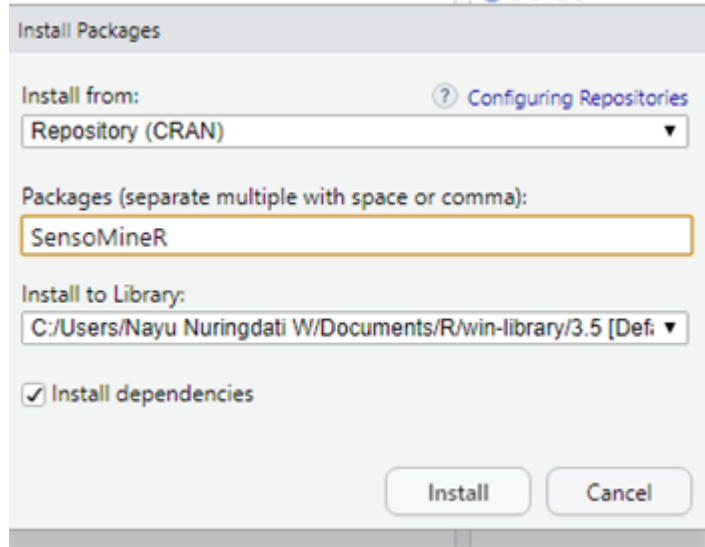 Install Packages
Install from:
? Configuring Repositories
Repository (CRAN)
Packages (separate multiple with space or comma):
SensoMineR
Install to Library:
C:/Users/Nayu Nuringdati W/Documents/R/win-library/3.5 [Defa
Install dependencies
Install Cancel